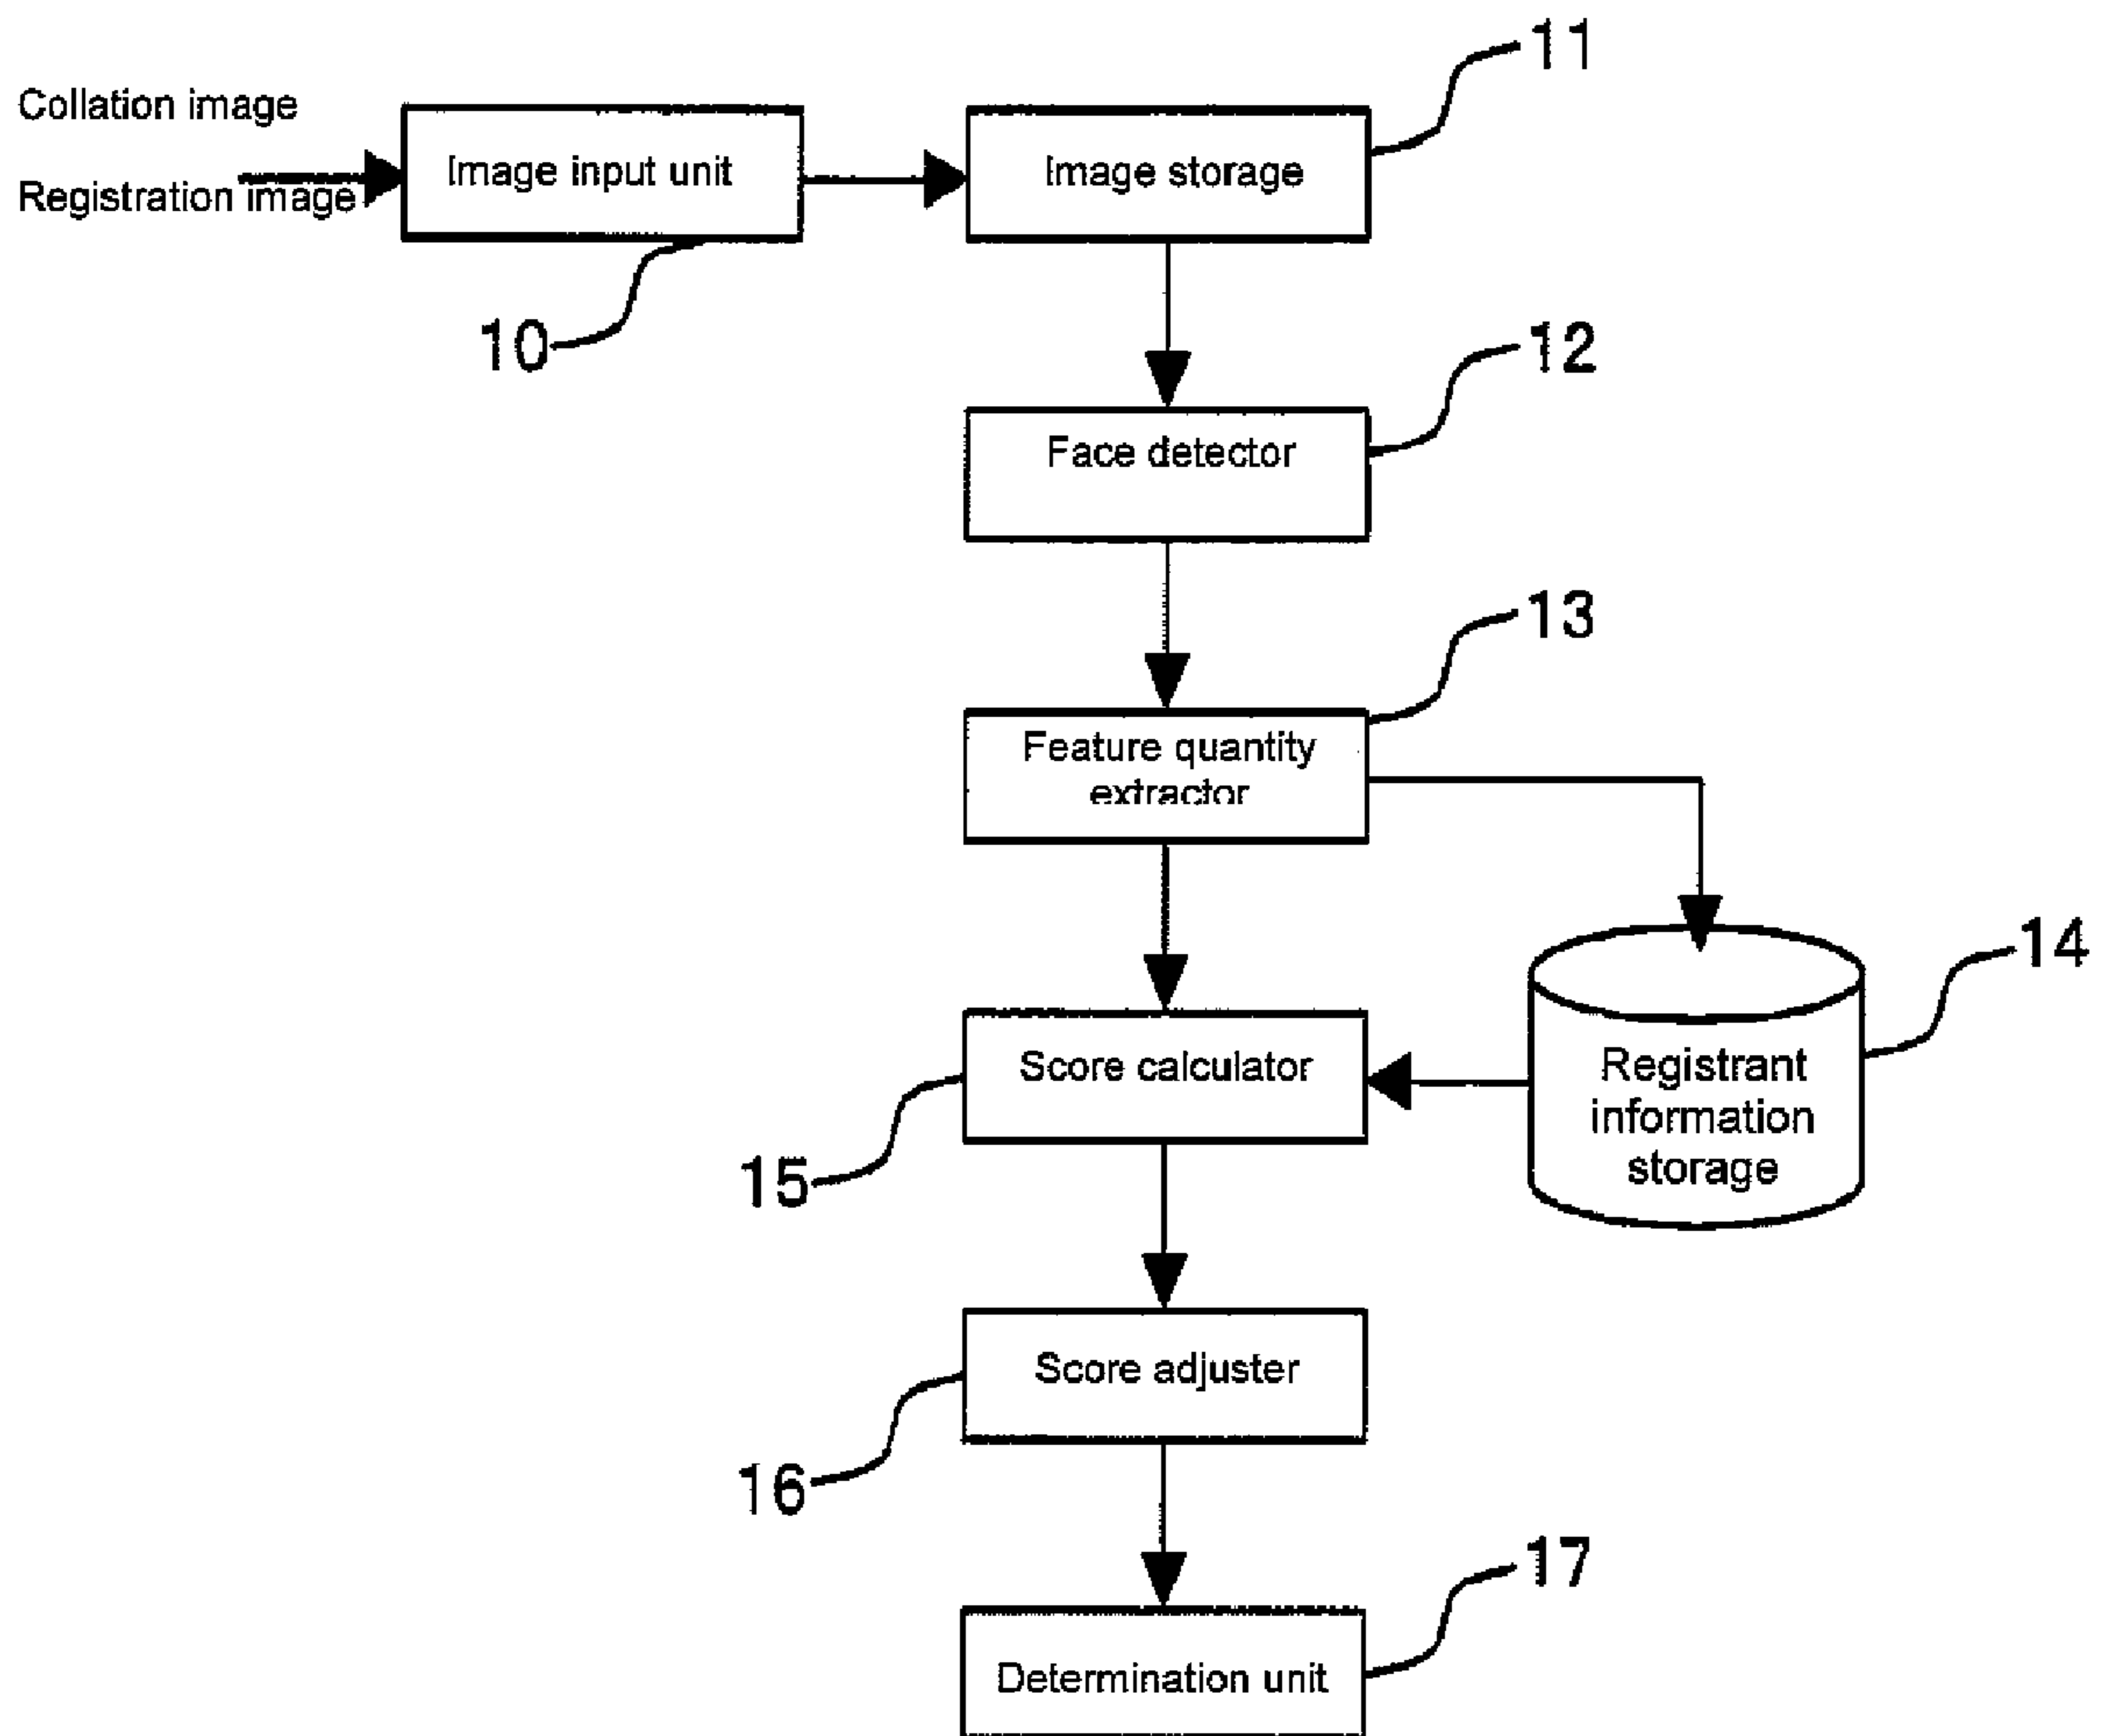 11
Collation image
Image input unit
Image storage
Registration image
10
12
Face detector
13
Feature quantity
extractor
14
Score calculator
Registrant
information
storage
15
Score adjuster
16
17
Determination unit